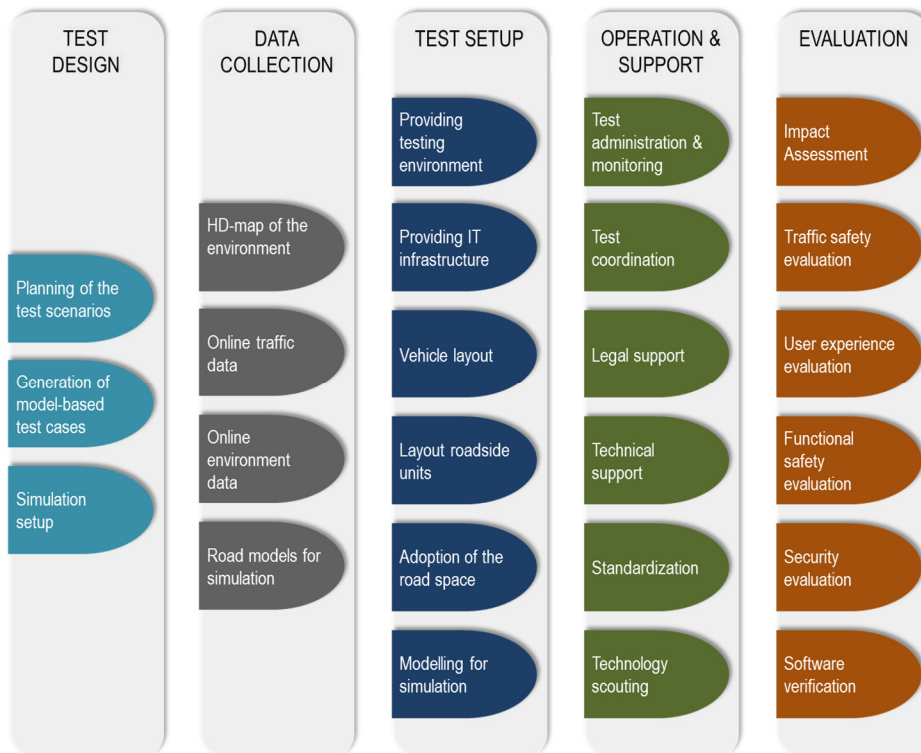 TEST
DESIGN
Planning of the
test scenarios
Generation of
model-based
test cases
Simulation
setup
DATA
COLLECTION
HD-map of the
environment
Online traffic
data
Online
environment
data
Road models for
simulation
TEST SETUP
Providing
testing
environment
Providing IT
infrastructure
Vehicle layout
Layout roadside
units
Adoption of the
road space
Modelling for
simulation
OPERATION &
SUPPORT
Test
administration &
monitoring
Test
coordination
Legal support
Technical
support
Standardization
Technology
scouting
EVALUATION
Impact
Assessment
Traffic safety
evaluation
User experience
evaluation
Functional
safety
evaluation
Security
evaluation
Software
verification